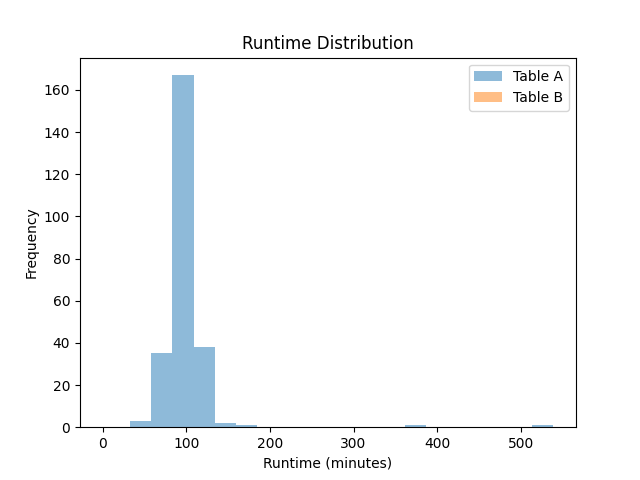 Runtime Distribution
Table A
Table B
160
140
120
100
80
60
40
20
0
Frequency
0 100 200 300 400 500
Runtime (minutes)